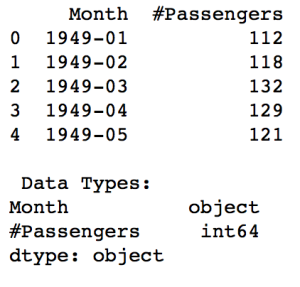 Month #Passengers
0 1949-01 112
1 1949-02 118
2 1949-03 132
3 1949-04 129
4 1949-05 121
Data Types:
Month object
#Passengers int64
dtype: object